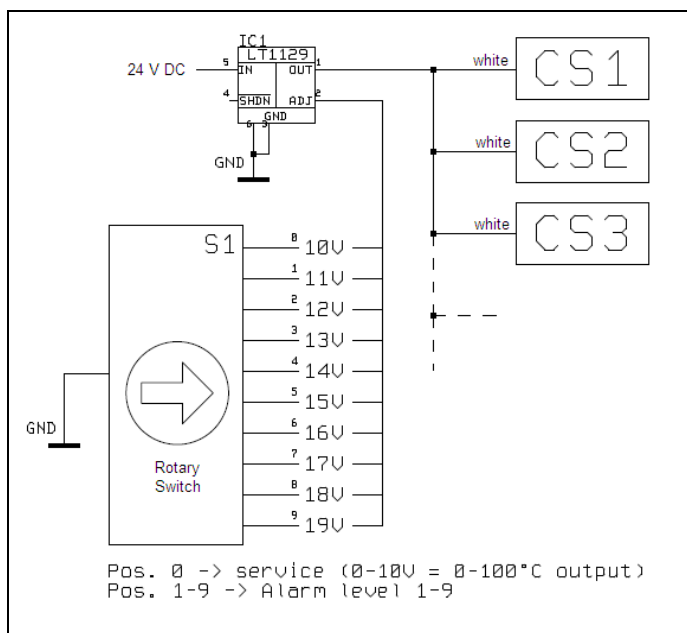 IC1
LT1129
24 V DC
5
IN
OUT
1
4
SHDN
ADJ
2
GND
6
3
GND
white
CS1
white
CS2
white
CS3
S1
0
10V
1
11V
2
12V
3
13V
4
14V
5
15V
6
16V
7
17V
8
18V
9
19V
GND
Rotary
Switch
Pos. 0 -> service (0-10V = 0-100°C output)
Pos. 1-9 -> Alarm level 1-9